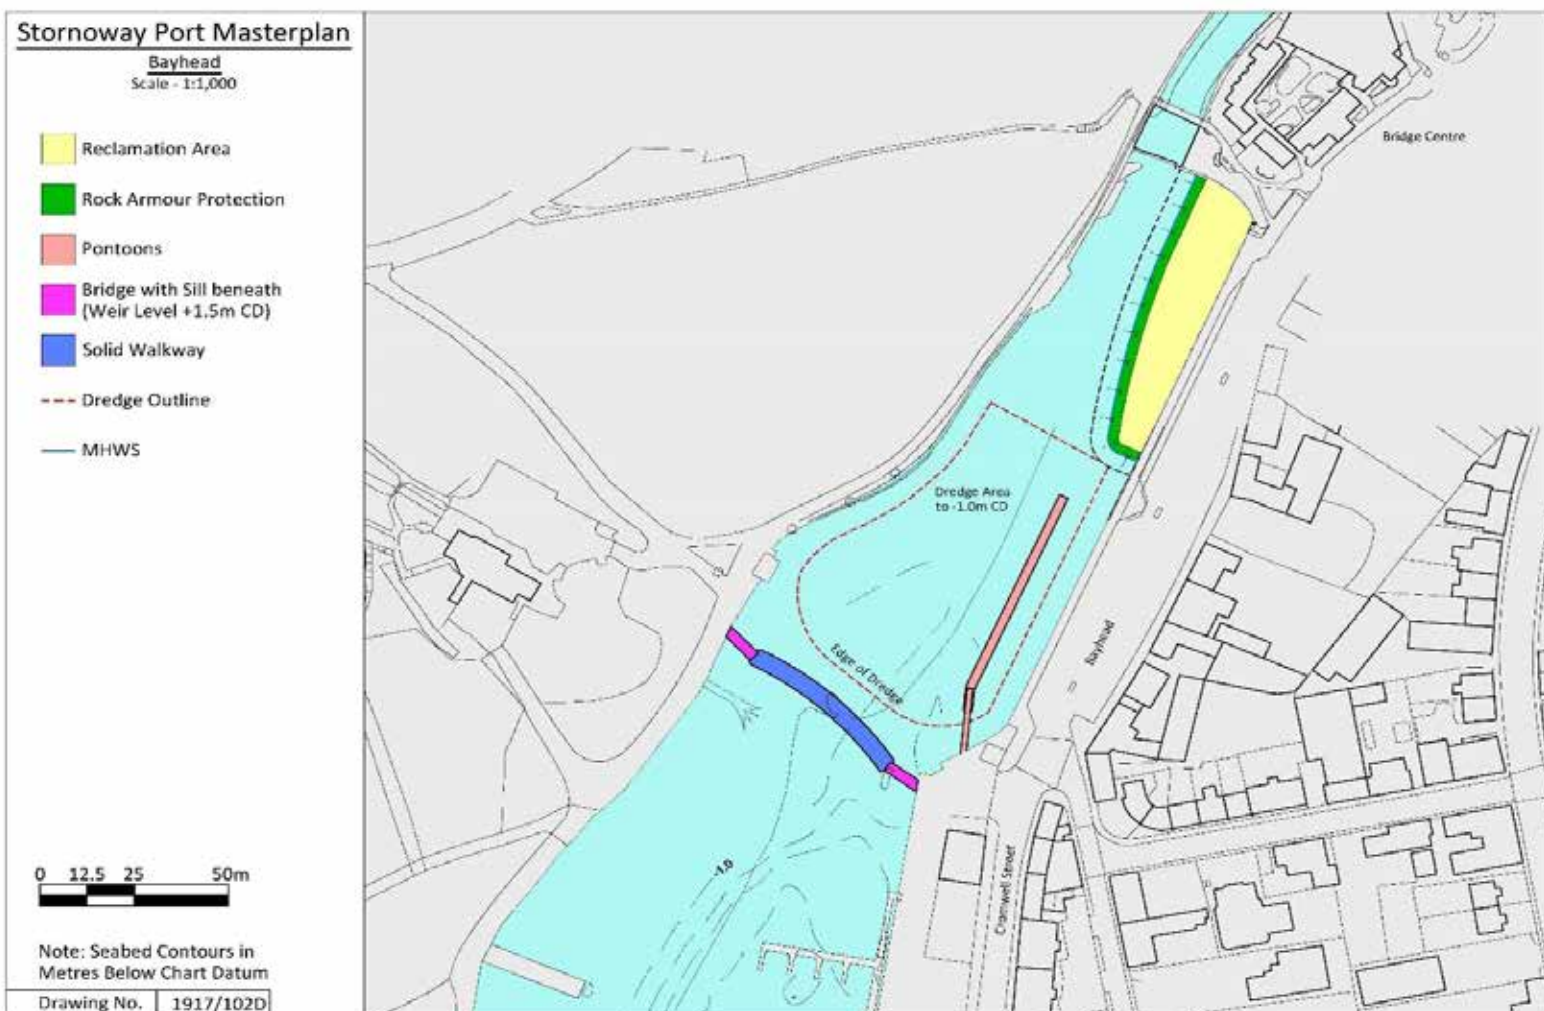 Stornoway Port Masterplan
Bayhead
Scale - 1:1,000
Reclamation Area
Rock Armour Protection
Pontoons
Bridge with Sill beneath
(Weir Level +1.5m CD)
Solid Walkway
Dredge Outline
MHWS
0 12.5 25 50m
Note: Seabed Contours in
Metres Below Chart Datum
Drawing No. 1917/102D
Bridge Centre
Dredge Area
to -1.0m CD
Edge of Dredge
Bayhead
-1.0
Cromwell Street